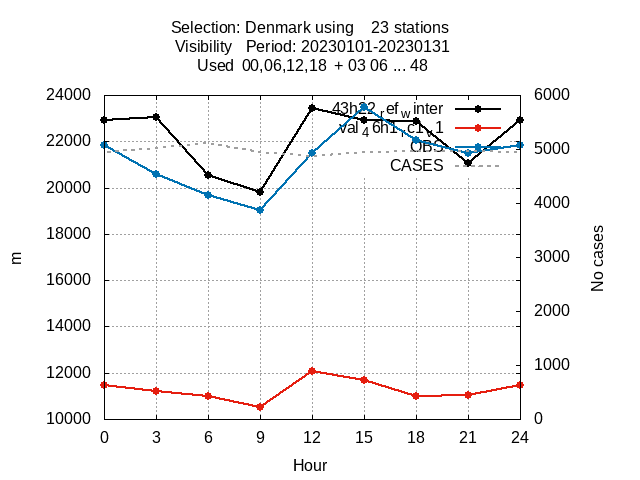 Selection: Denmark using 23 stations
Visibility Period: 20230101-20230131
Used 00,06,12,18 + 03 06 ... 48
24000
22000
20000
18000
16000
14000
12000
10000
6000
5000
4000
3000
2000
1000
0
m
No cases
43h22_ref_winter
OBS
CASES
0 3 6 9 12 15 18 21 24
Hour